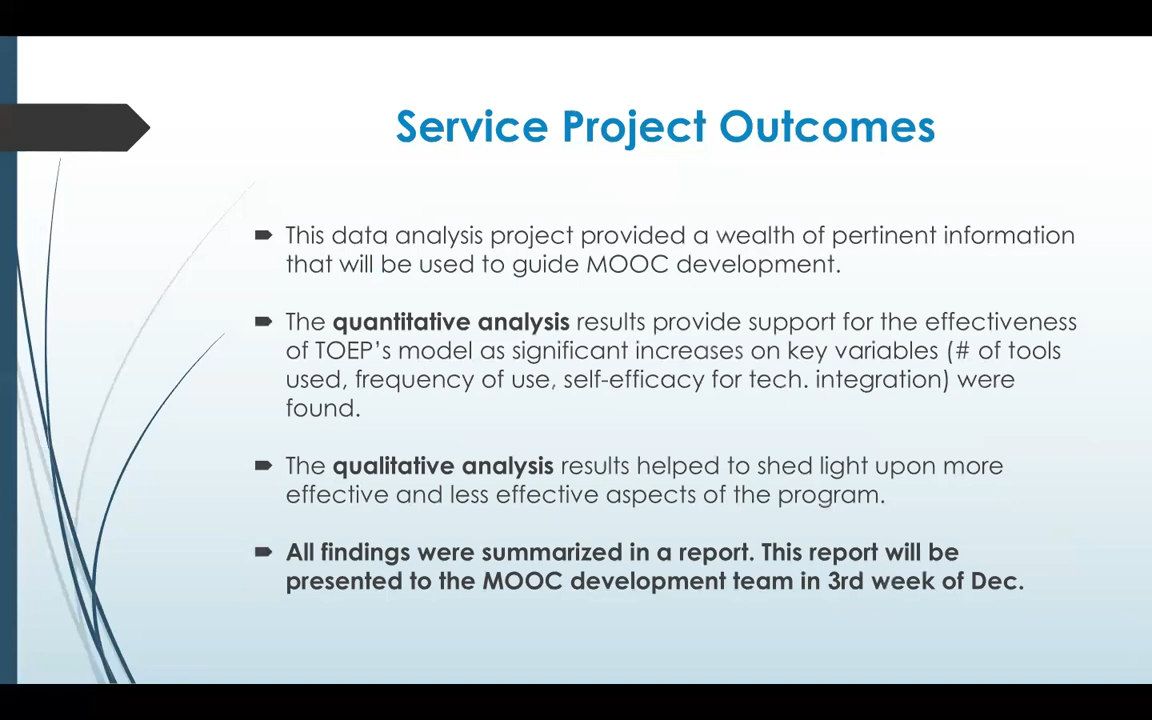 Service Project Outcomes
This data analysis project provided a wealth of pertinent information
that will be used to guide MOOC development.
The quantitative analysis results provide support for the effectiveness
of TOEP’s model as significant increases on key variables (# of tools
used, frequency of use, self-efficacy for tech. integration) were
found.
The qualitative analysis results helped to shed light upon more
effective and less effective aspects of the program.
All findings were summarized in a report. This report will be
presented to the MOOC development team in 3rd week of Dec.